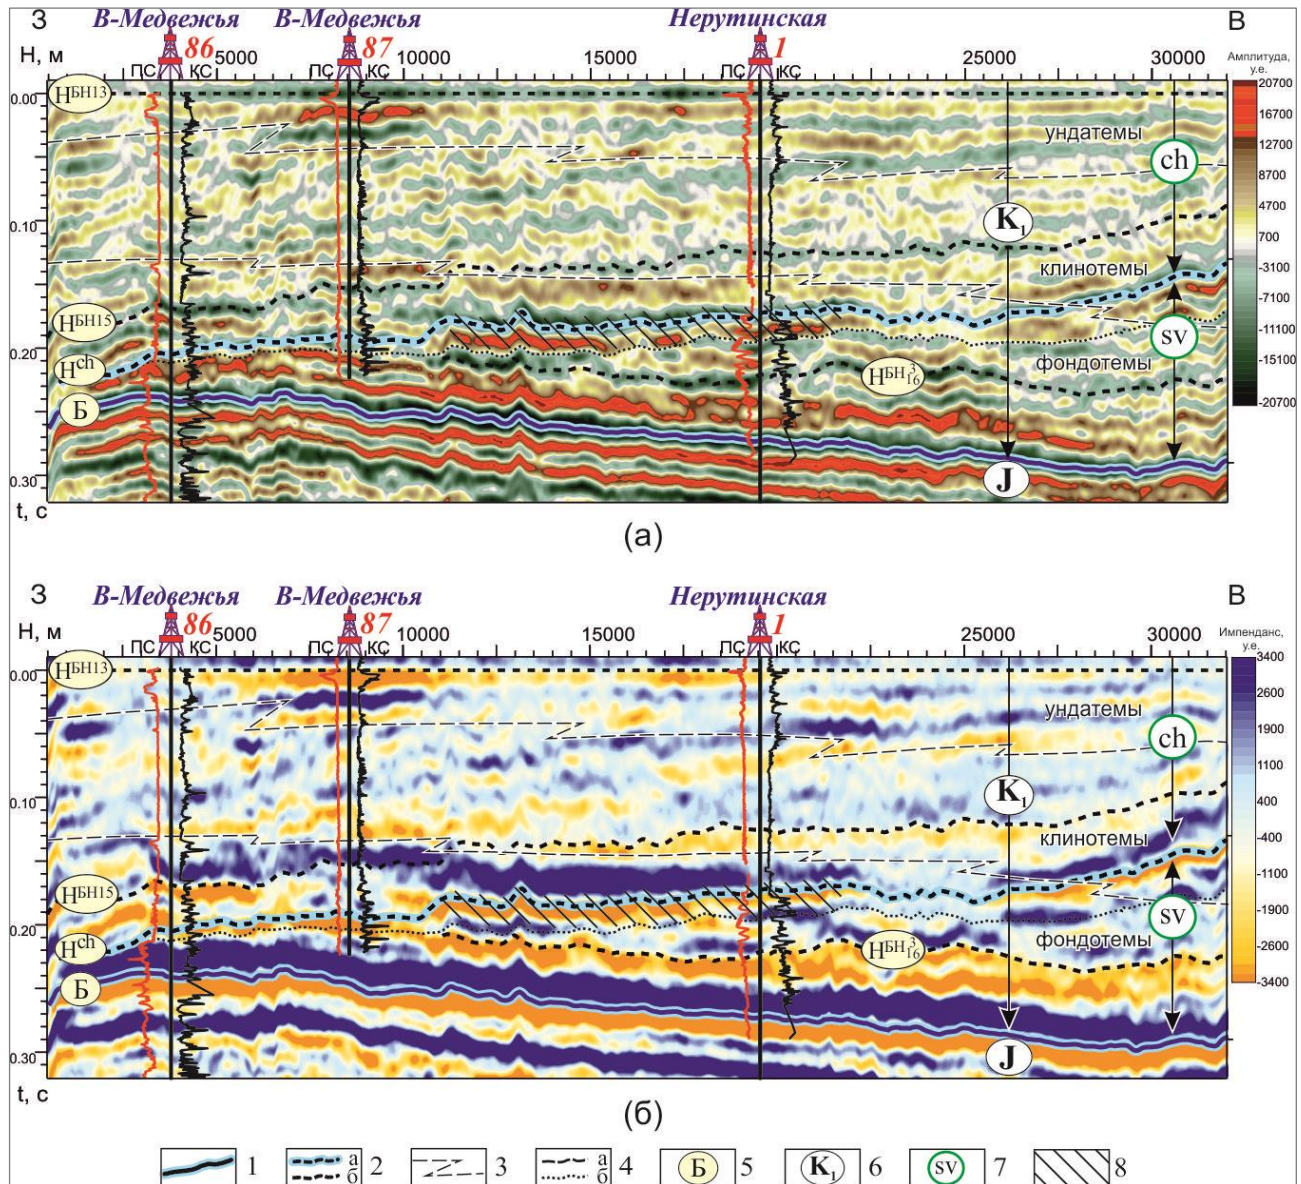 З В-Медвежья В-Медвежья Нерутинская В
Н, м 86 5000 87 10000 15000 1 25000 30000 Амплитуда, у.е.
ПС КС ПС КС ПС КС
НБН13
0.00
ундатемы
ch
0.10
K1
клинотемы
НБН15
sv
0.20
Нch
фондотемы
НБН16 3
Б
0.30
J
t, с
20700
16700
12700
8700
4700
700
-3100
-7100
-11100
-15100
-20700
(а)
З В-Медвежья В-Медвежья Нерутинская В
Н, м 86 5000 87 10000 15000 1 25000 30000 Импенданс, у.е.
ПС КС ПС КС ПС КС
НБН13
0.00
ундатемы
ch
0.10
K1
клинотемы
НБН15
sv
0.20
Нch
фондотемы
НБН16 3
Б
0.30
J
t, с
3400
2600
1900
1100
400
-400
-1100
-1900
-2600
-3400
(б)
1 а б 2 3 а б 4 Б 5 K1 6 sv 7 8